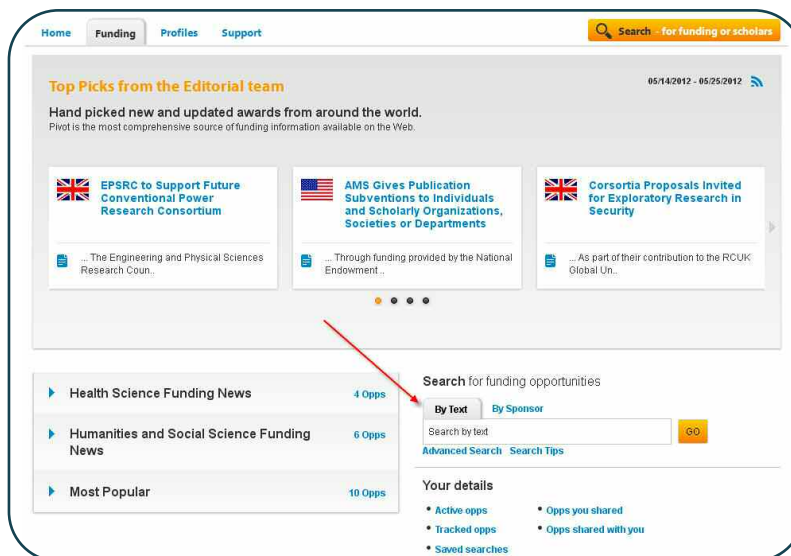 Home Funding Profiles Support
Search - for funding or scholars
Top Picks from the Editorial team
05/14/2012 - 05/25/2012
Hand picked new and updated awards from around the world.
Pivot is the most comprehensive source of funding information available on the Web.
EPSRC to Support Future
Conventional Power
Research Consortium
... The Engineering and Physical Sciences
Research Coun..
AMS Gives Publication
Subventions to Individuals
and Scholarly Organizations,
Societies or Departments
... Through funding provided by the National
Endowment ..
Corsortia Proposals Invited
for Exploratory Research in
Security
... As part of their contribution to the RCUK
Global Un..
Health Science Funding News 4 Opps
Humanities and Social Science Funding
News
6 Opps
Most Popular 10 Opps
Search for funding opportunities
By Text By Sponsor
Search by text GO
Advanced Search Search Tips
Your details
• Active opps • Opps you shared
• Tracked opps • Opps shared with you
• Saved searches